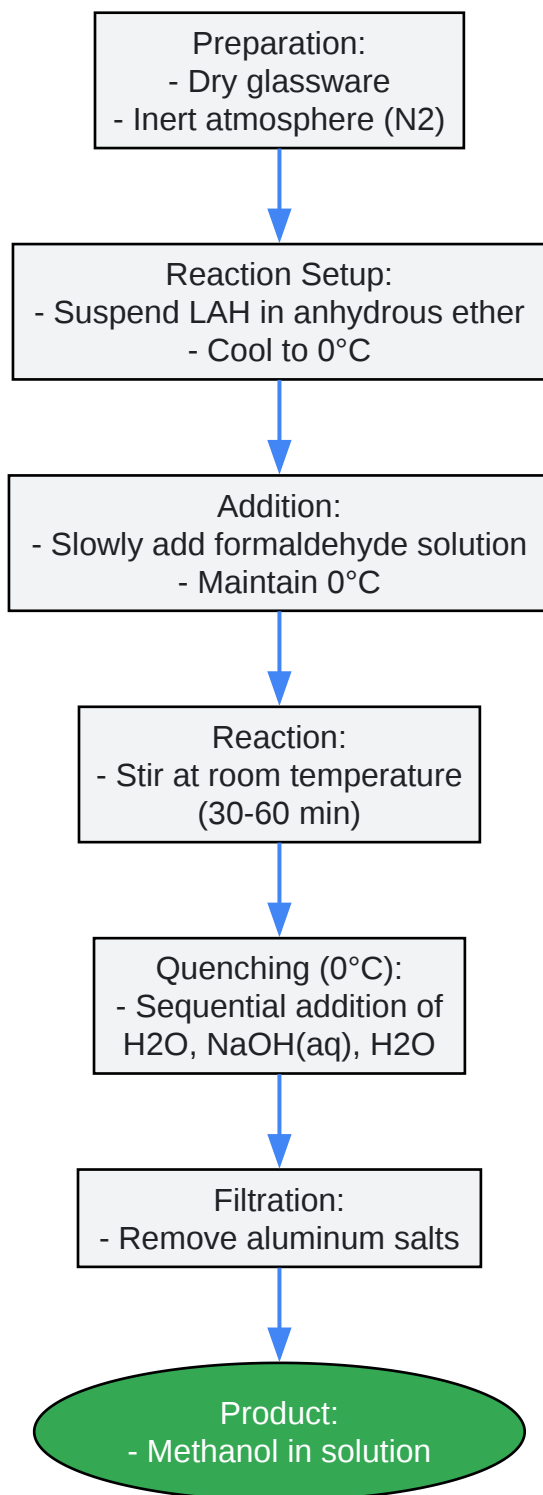 Preparation:
- Dry glassware
- Inert atmosphere (N2)
Reaction Setup:
- Suspend LAH in anhydrous ether
- Cool to 0°C
Addition:
- Slowly add formaldehyde solution
- Maintain 0°C
Reaction:
- Stir at room temperature
(30-60 min)
Quenching (0°C):
- Sequential addition of
H2O, NaOH(aq), H2O
Filtration:
- Remove aluminum salts
Product:
- Methanol in solution